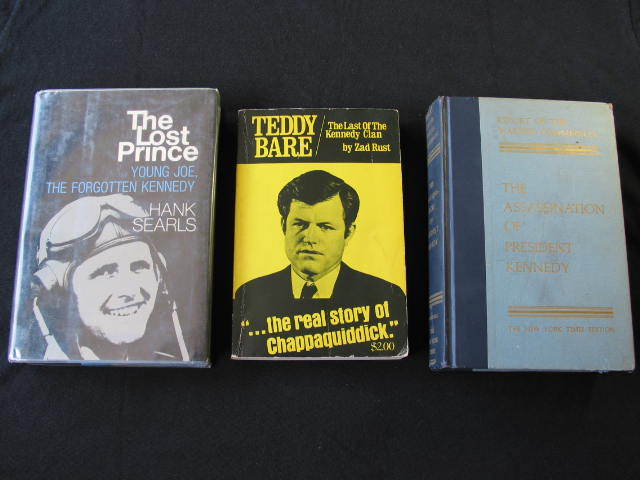 The
Lost
Prince
YOUNG JOE,
THE FORGOTTEN KENNEDY
HANK
SEARLS
TEDDY
BARE
The Last Of The
Kennedy Clan
by Zad Rust
"...the real story of
Chappaquiddick."
$2.00
REPORT OF THE
WARREN COMMISSION
THE
ASSASSINATION
OF
PRESIDENT
KENNEDY
THE NEW YORK TIMES EDITION